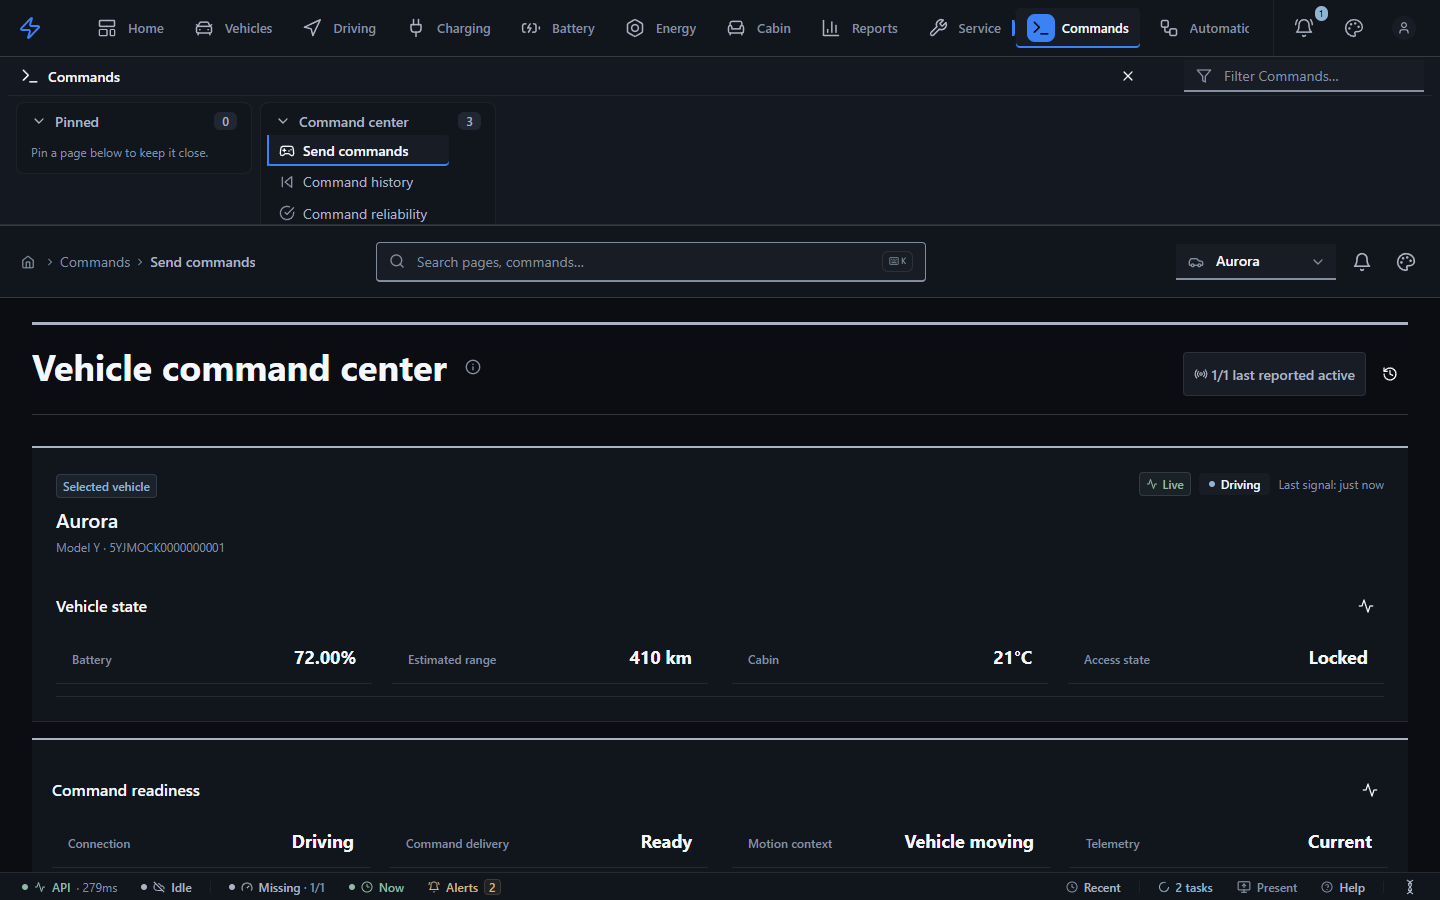 Home
Vehicles
Driving
Charging
Battery
Energy
Cabin
Reports
Service
Commands
Automatic
1
Commands
Filter Commands...
Pinned
0
Pin a page below to keep it close.
Command center
3
Send commands
Command history
Command reliability
Commands
Send commands
Search pages, commands...
K
Aurora
Vehicle command center
1/1 last reported active
Selected vehicle
Live
Driving
Last signal: just now
Aurora
Model Y · 5YJMOCK0000000001
Vehicle state
Battery
72.00%
Estimated range
410 km
Cabin
21°C
Access state
Locked
Command readiness
Connection
Driving
Command delivery
Ready
Motion context
Vehicle moving
Telemetry
Current
API · 279ms
Idle
Missing · 1/1
Now
Alerts 2
Recent
2 tasks
Present
Help